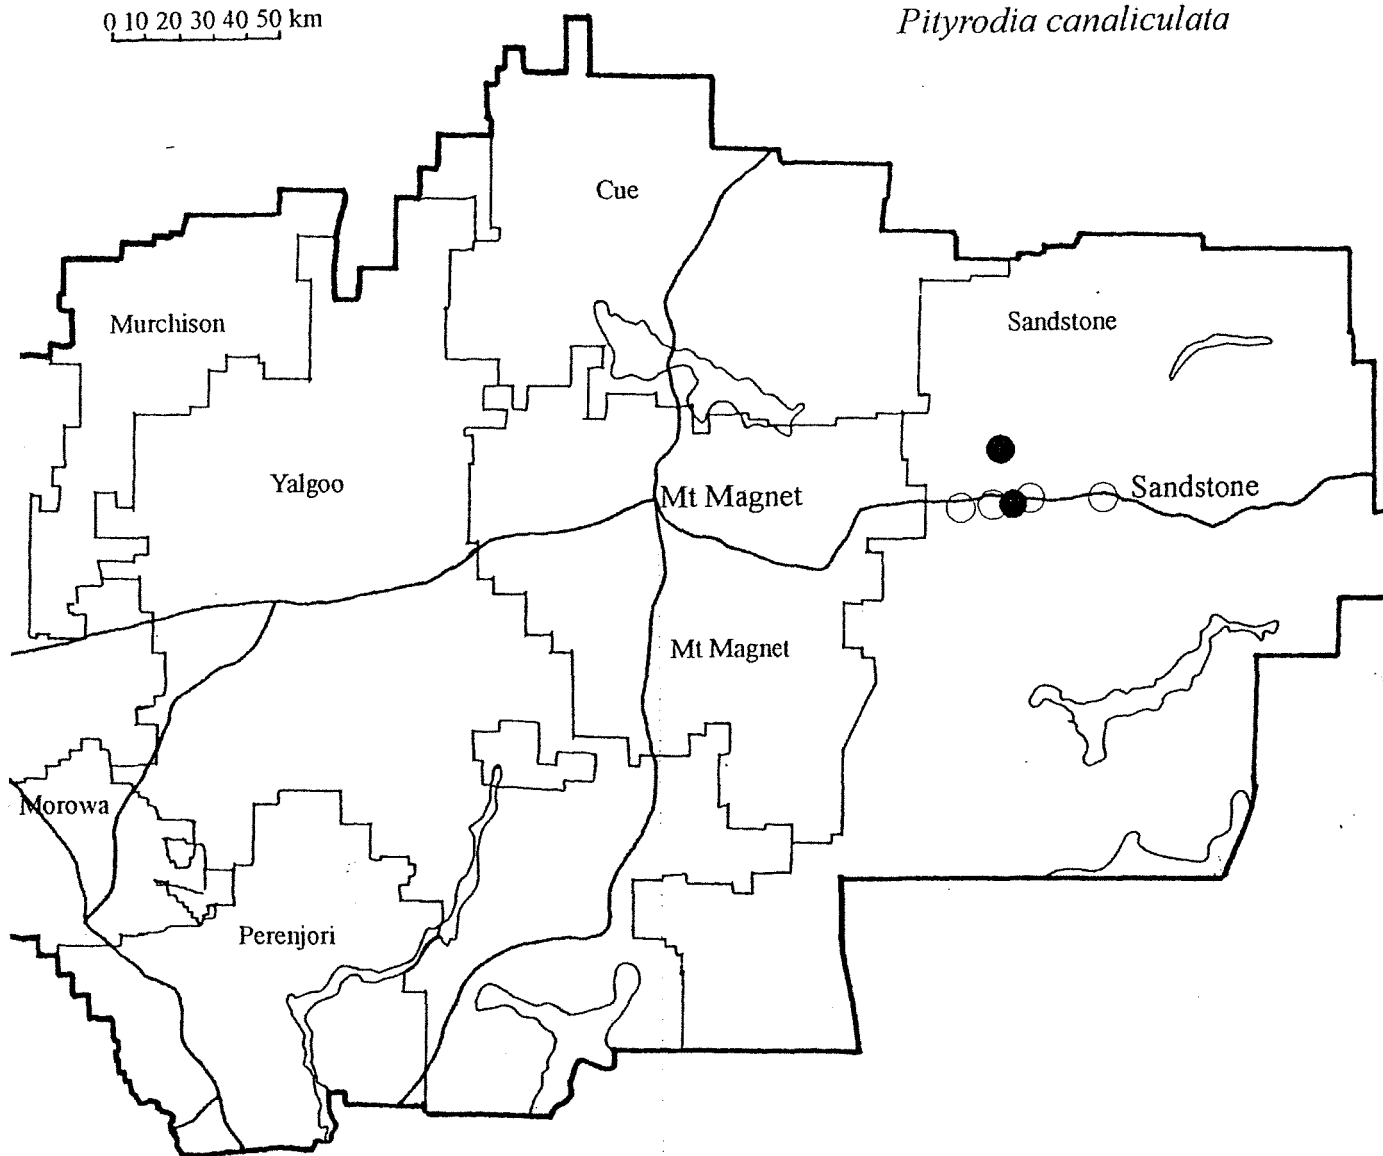 0 10 20 30 40 50 km
Pityrodia canaliculata
Cue
Murchison
Sandstone
Yalgoo
Mt Magnet
Sandstone
Mt Magnet
Morowa
Perenjori